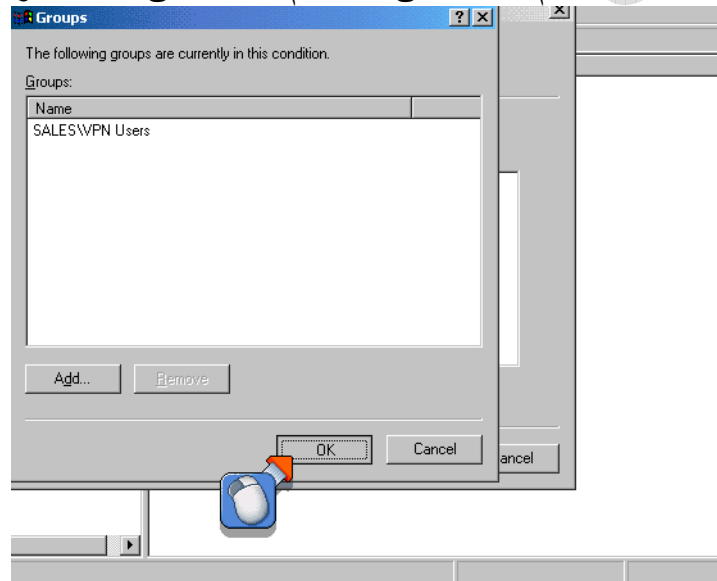 Groups
The following groups are currently in this condition.
Groups:
Name
SALES\VPN Users
Add... Remove
OK Cancel
ancel